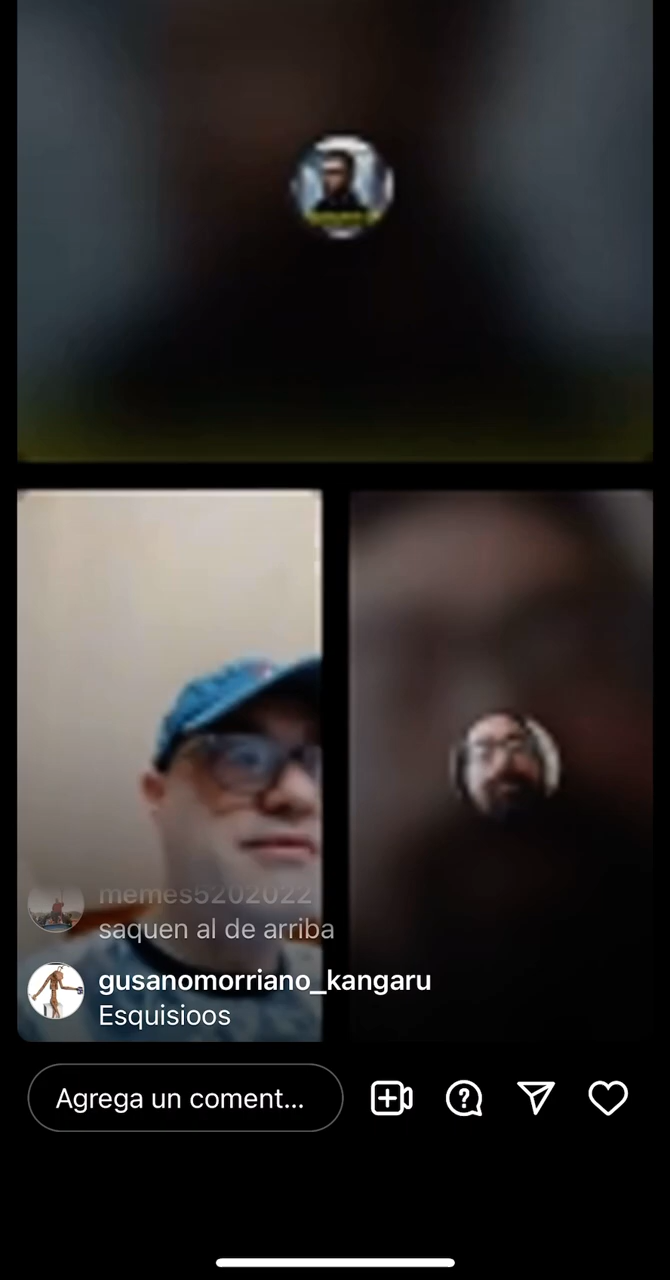 memes5202022
saquen al de arriba
gusanomorriano_kangaru
Esquisioos
Agrega un coment...